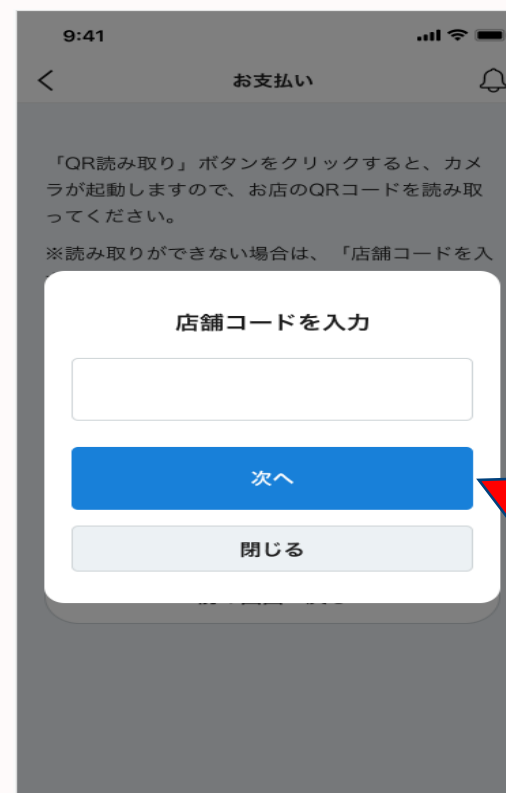 9:41
お支払い
「QR読み取り」ボタンをクリックすると、カメ
ラが起動しますので、お店のQRコードを読み取
ってください。
※読み取りができない場合は、「店舗コードを入
店舗コードを入力
次へ
閉じる